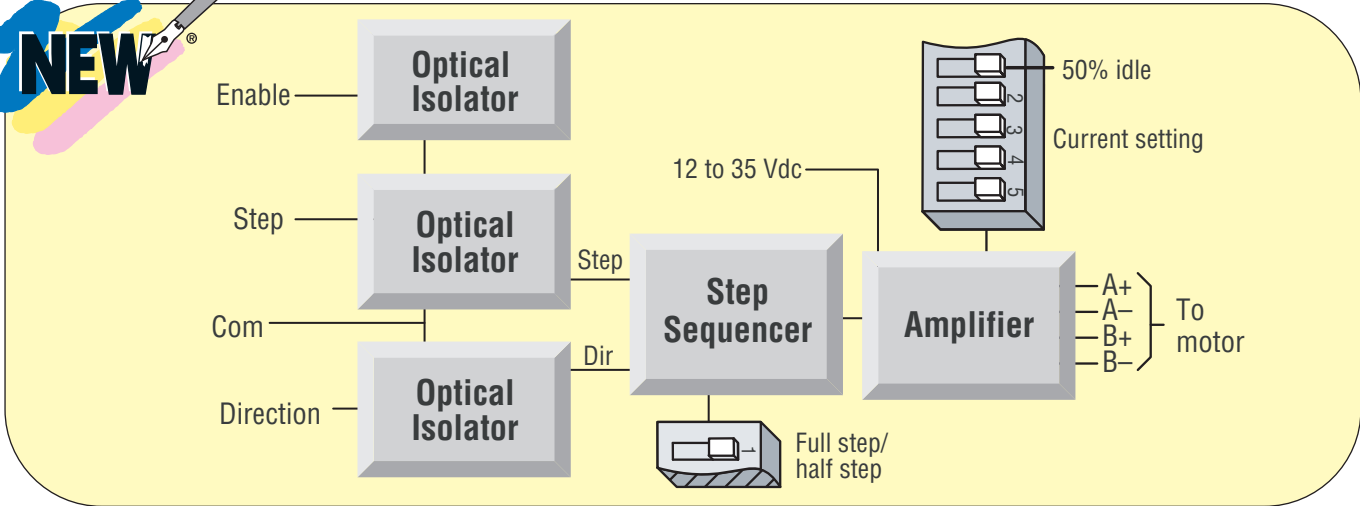 NEW
®
Enable
Optical
Isolator
Step
Optical
Isolator
Com
Direction
Optical
Isolator
Step
Dir
Step
Sequencer
1
Full step/
half step
12 to 35 Vdc
50% idle
2
3
4
5
Current setting
Amplifier
A+
A–
B+
B–
To
motor